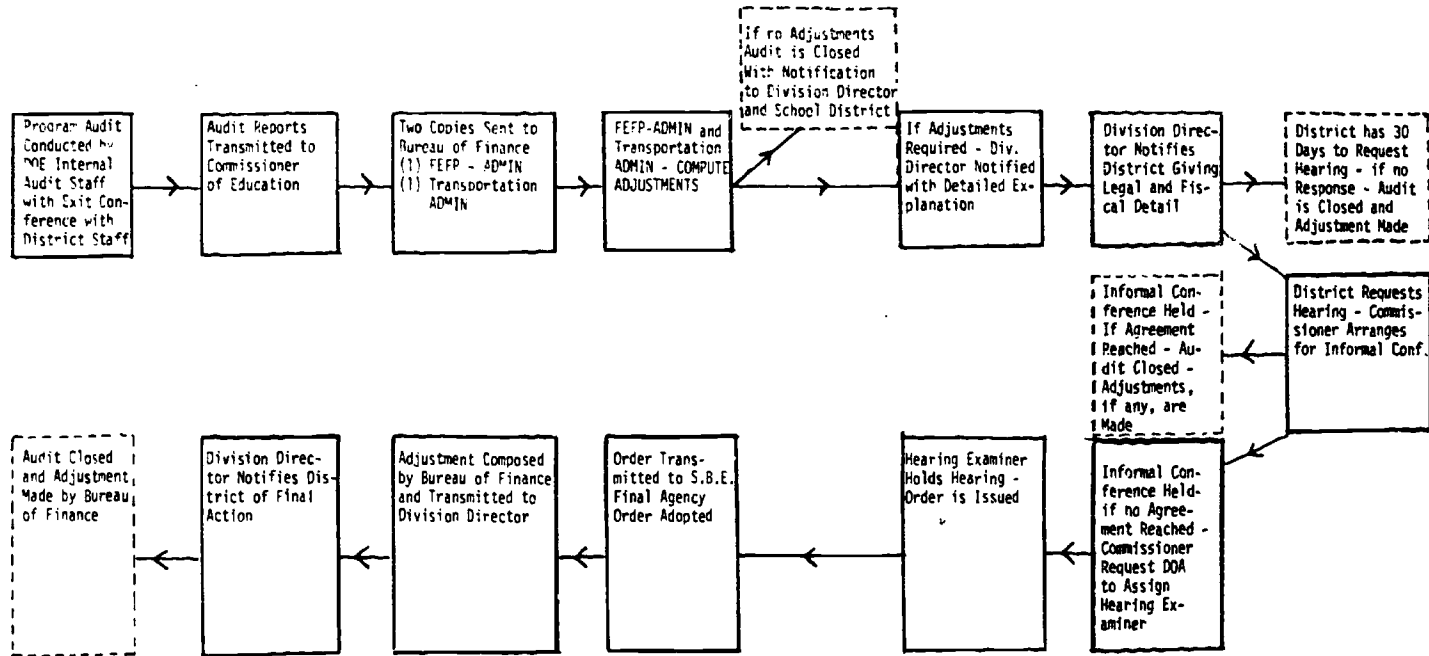 If no Adjustments
Audit is Closed
With Notification
to Division Director
and School District
Program Audit
Conducted by
DOE Internal
Audit Staff
with Exit Con-
ference with
District Staff
Audit Reports
Transmitted to
Commissioner
of Education
Two Copies Sent to
Bureau of Finance
(1) FEFP - ADMIN
(1) Transportation
ADMIN
FEFP-ADMIN and
Transportation
ADMIN - COMPUTE
ADJUSTMENTS
If Adjustments
Required - Div.
Director Notified
with Detailed Ex-
planation
Division Direc-
tor Notifies
District Giving
Legal and Fis-
cal Detail
District has 30
Days to Request
Hearing - if no
Response - Audit
is Closed and
Adjustment Made
Informal Con-
ference Held -
If Agreement
Reached - Au-
dit Closed -
Adjustments,
if any, are
Made
District Requests
Hearing - Commis-
sioner Arranges
for Informal Conf.
Audit Closed
and Adjustment
Made by Bureau
of Finance
Division Direc-
tor Notifies Dis-
trict of Final
Action
Adjustment Composed
by Bureau of Finance
and Transmitted to
Division Director
Order Trans-
mitted to S.B.E.
Final Agency
Order Adopted
Hearing Examiner
Holds Hearing -
Order is Issued
Informal Con-
ference Held-
if no Agree-
ment Reached -
Commissioner
Request DOA
to Assign
Hearing Ex-
aminer